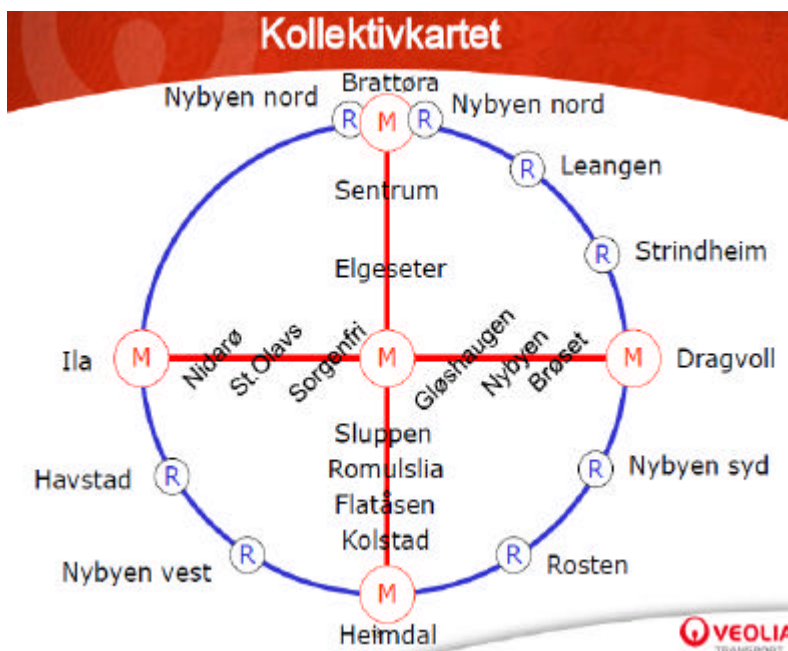 Kollektivkartet
Brattøra
Nybyen nord
R
M
R
Nybyen nord
R
Leangen
Sentrum
R
Strindheim
Elgeseter
Ila
M
Nidarø
St.Olavs
Sorgenfri
M
Gløshaugen
Nybyen
Brøset
M
Dragvoll
Sluppen
Romulslia
Flatåsen
Kolstad
Havstad
R
R
Nybyen syd
Nybyen vest
R
R
Rosten
M
Heimdal
VEOLIA
TRANSPORT